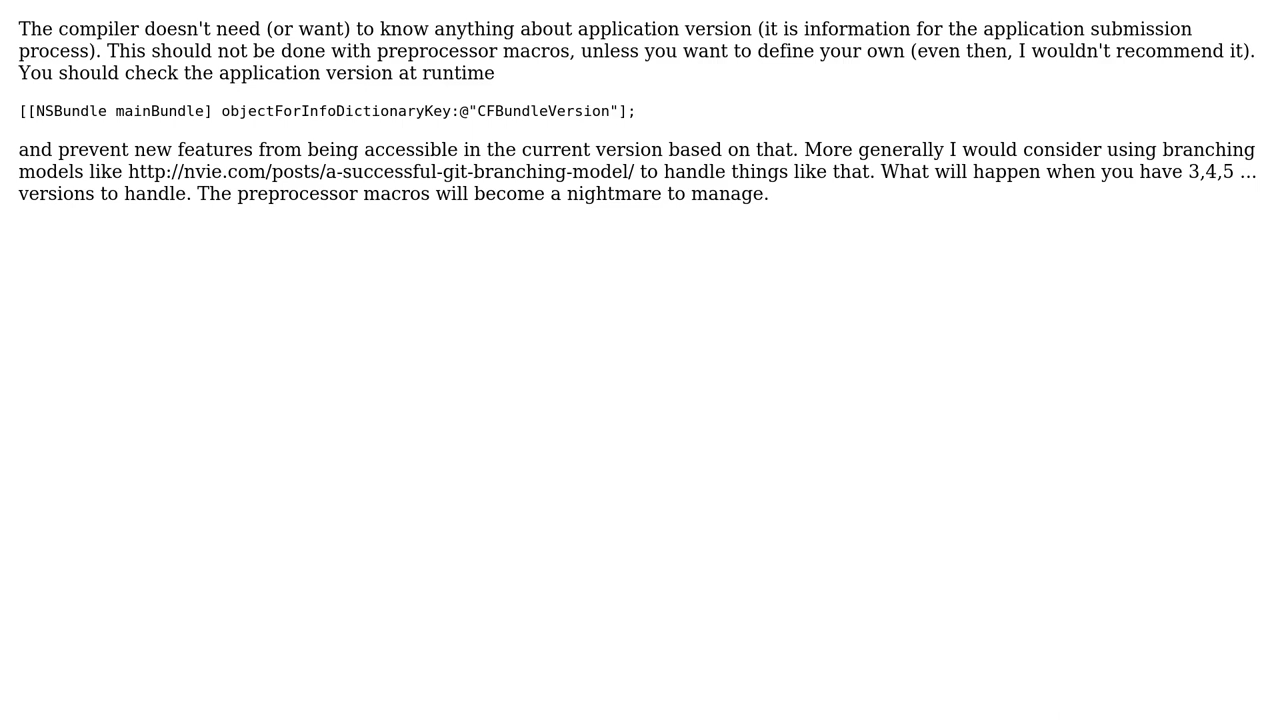 The compiler doesn't need (or want) to know anything about application version (it is information for the application submission
process). This should not be done with preprocessor macros, unless you want to define your own (even then, I wouldn't recommend it).
You should check the application version at runtime
[[NSBundle mainBundle] objectForInfoDictionaryKey:@"CFBundleVersion"];
and prevent new features from being accessible in the current version based on that. More generally I would consider using branching
models like http://nvie.com/posts/a-successful-git-branching-model/ to handle things like that. What will happen when you have 3,4,5 ...
versions to handle. The preprocessor macros will become a nightmare to manage.